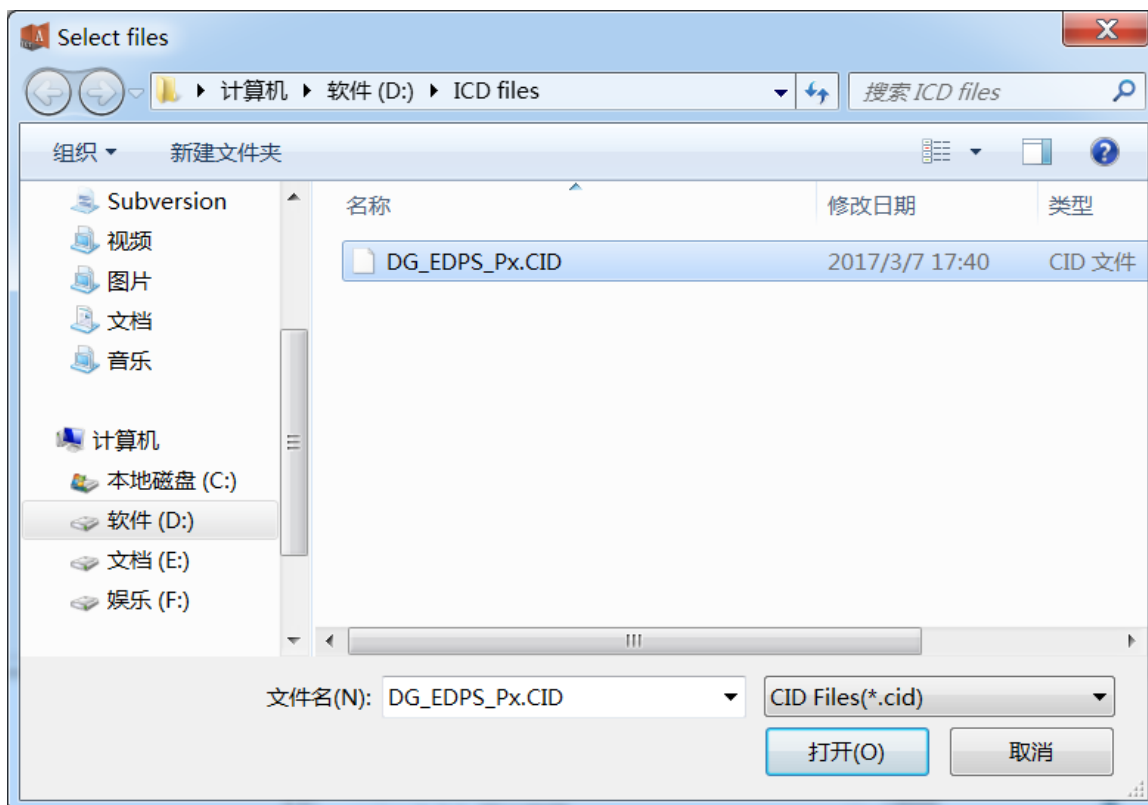 Select files
计算机 软件 (D:) ICD files
搜索 ICD files
组织 新建文件夹
Subversion
视频
图片
文档
音乐
计算机
本地磁盘 (C:)
软件 (D:)
文档 (E:)
娱乐 (F:)
名称 修改日期 类型
DG_EDPS_Px.CID 2017/3/7 17:40 CID 文件
文件名(N): DG_EDPS_Px.CID CID Files(*.cid)
打开(O) 取消